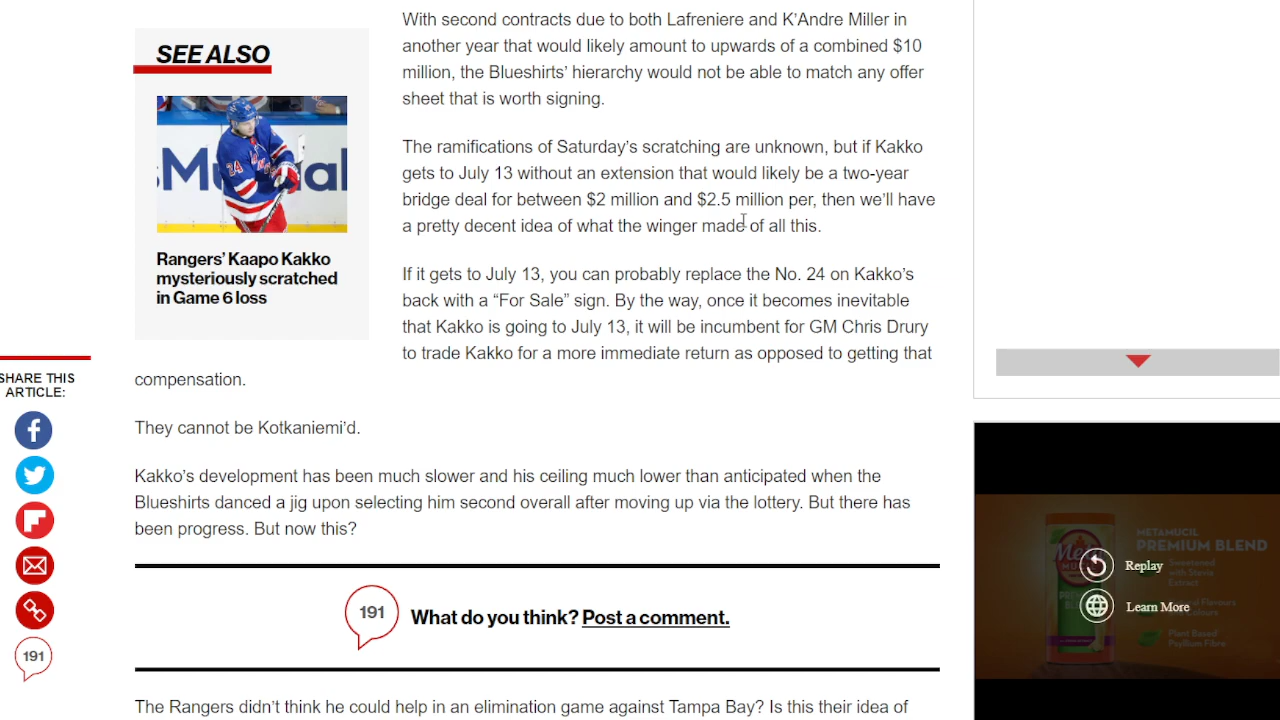 With second contracts due to both Lafreniere and K'Andre Miller in
another year that would likely amount to upwards of a combined $10
million, the Blueshirts' hierarchy would not be able to match any offer
sheet that is worth signing.
SEE ALSO
24
Rangers' Kaapo Kakko
mysteriously scratched
in Game 6 loss
The ramifications of Saturday's scratching are unknown, but if Kakko
gets to July 13 without an extension that would likely be a two-year
bridge deal for between $2 million and $2.5 million per, then we'll have
a pretty decent idea of what the winger made of all this.
If it gets to July 13, you can probably replace the No. 24 on Kakko's
back with a “For Sale” sign. By the way, once it becomes inevitable
that Kakko is going to July 13, it will be incumbent for GM Chris Drury
to trade Kakko for a more immediate return as opposed to getting that
compensation.
They cannot be Kotkaniemi'd.
Kakko's development has been much slower and his ceiling much lower than anticipated when the
Blueshirts danced a jig upon selecting him second overall after moving up via the lottery. But there has
been progress. But now this?
SHARE THIS
ARTICLE:
191
191
What do you think? Post a comment.
The Rangers didn't think he could help in an elimination game against Tampa Bay? Is this their idea of
METAMUCIL
PREMIUM BLEND
Sweetened
with Stevia
Extract
Replay
Learn More
Plant Based
Psyllium Fibre